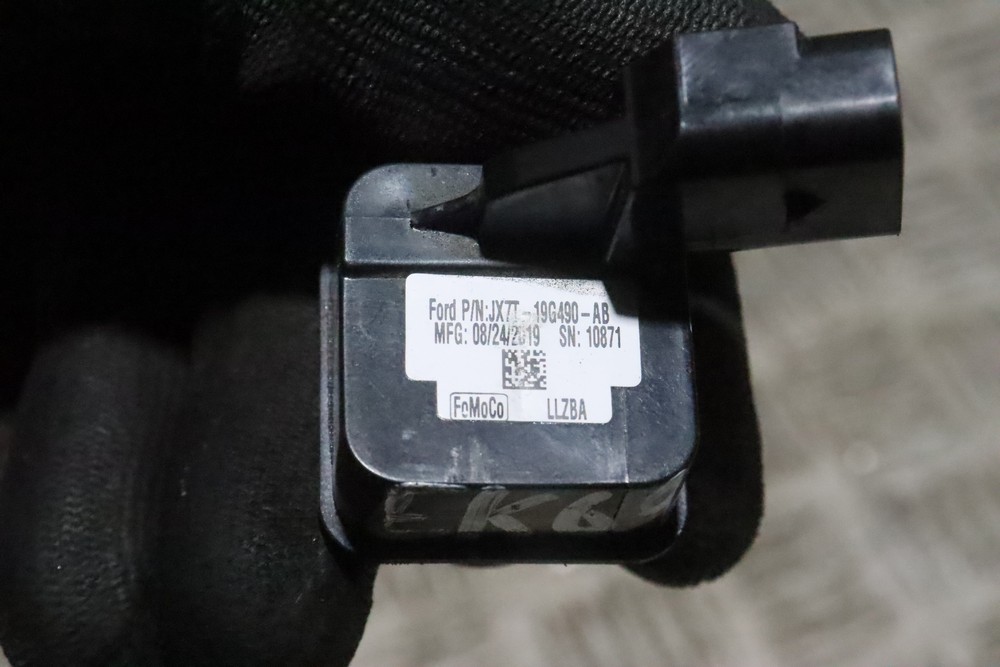 Ford P/N:JX7T-19G490-AB
MFG: 08/24/2019 SN: 10871
FoMoCo LLZBA